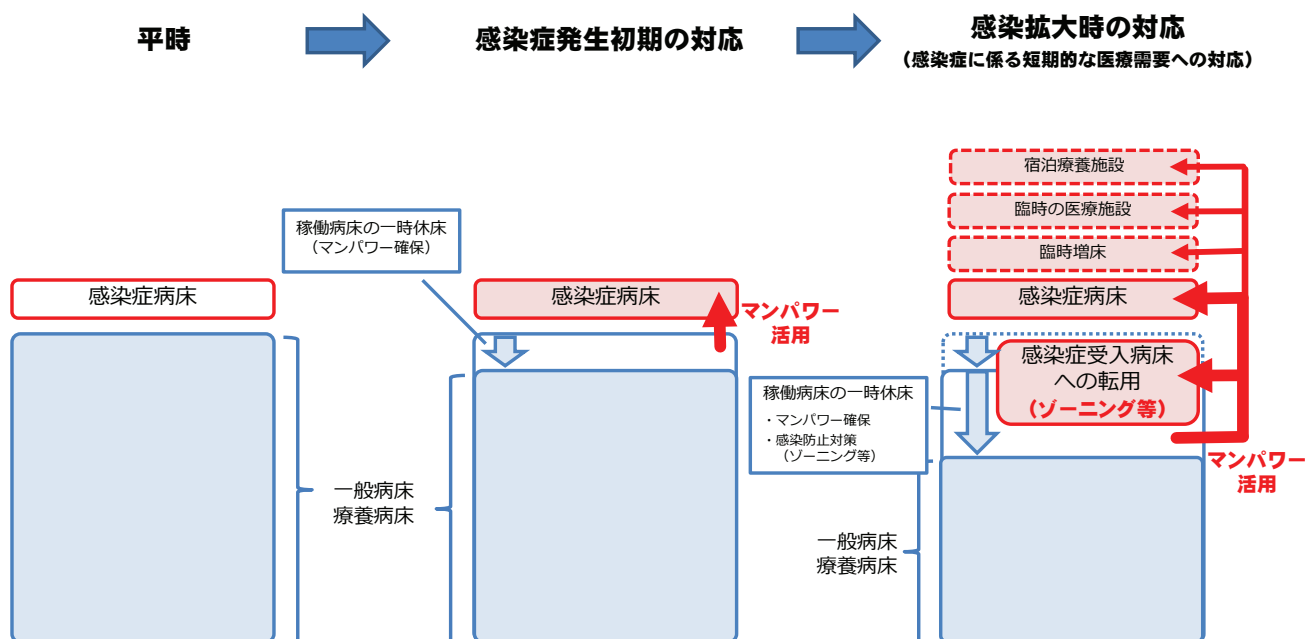 平時
感染症発生初期の対応
感染拡大時の対応
（感染症に係る短期的な医療需要への対応）
感染症病床
稼働病床の一時休床
（マンパワー確保）
一般病床
療養病床
感染症病床
マンパワー
活用
稼働病床の一時休床
・マンパワー確保
・感染防止対策
（ゾーニング等）
一般病床
療養病床
宿泊療養施設
臨時の医療施設
臨時増床
感染症病床
感染症受入病床
への転用
（ゾーニング等）
マンパワー
活用